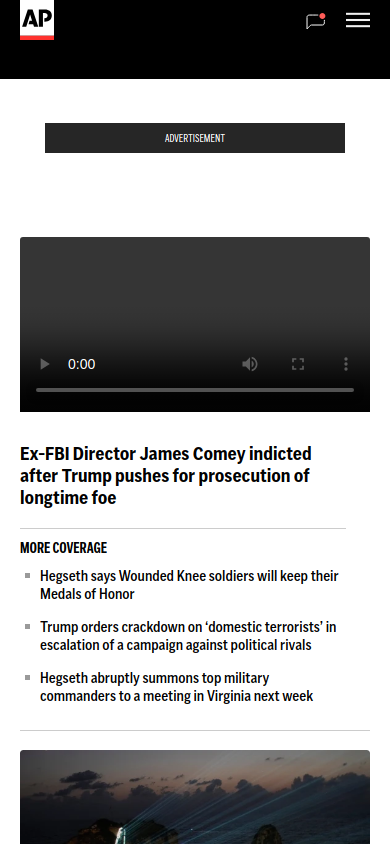 AP
ADVERTISEMENT
0:00
Ex-FBI Director James Comey indicted
after Trump pushes for prosecution of
longtime foe
MORE COVERAGE
Hegseth says Wounded Knee soldiers will keep their
Medals of Honor
Trump orders crackdown on ‘domestic terrorists’ in
escalation of a campaign against political rivals
Hegseth abruptly summons top military
commanders to a meeting in Virginia next week